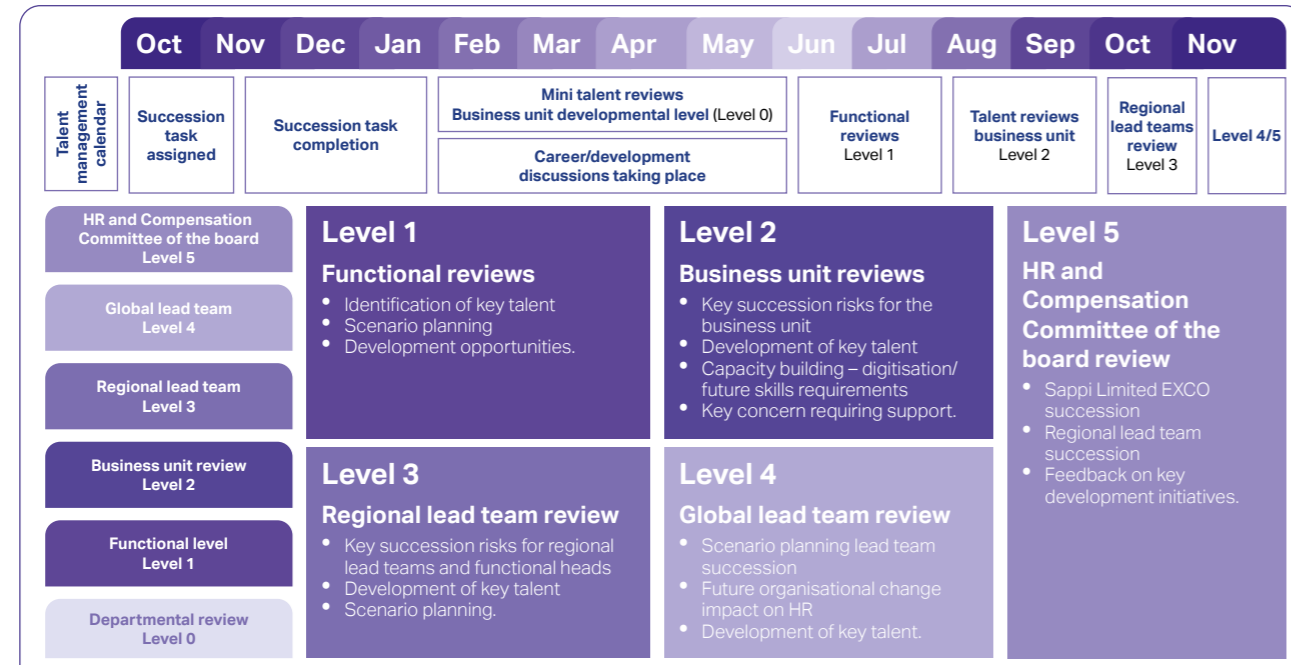 Oct Nov Dec Jan Feb Mar Apr May Jun Jul Aug Sep Oct Nov
Talent
management
calendar
Succession
task
assigned
Succession task
completion
Mini talent reviews
Business unit developmental level (Level 0)
Career/development
discussions taking place
Functional
reviews
Level 1
Talent reviews
business unit
Level 2
Regional
lead teams
review
Level 3
Level 4/5
HR and Compensation
Committee of the board
Level 5
Global lead team
Level 4
Regional lead team
Level 3
Business unit review
Level 2
Functional level
Level 1
Departmental review
Level 0
Level 1
Functional reviews
• Identification of key talent
• Scenario planning
• Development opportunities.
Level 2
Business unit reviews
• Key succession risks for the
business unit
• Development of key talent
• Capacity building – digitisation/
future skills requirements
• Key concern requiring support.
Level 3
Regional lead team review
• Key succession risks for regional
lead teams and functional heads
• Development of key talent
• Scenario planning.
Level 4
Global lead team review
• Scenario planning lead team
succession
• Future organisational change
impact on HR
• Development of key talent.
Level 5
HR and
Compensation
Committee of the
board review
• Sappi Limited EXCO
succession
• Regional lead team
succession
• Feedback on key
development initiatives.